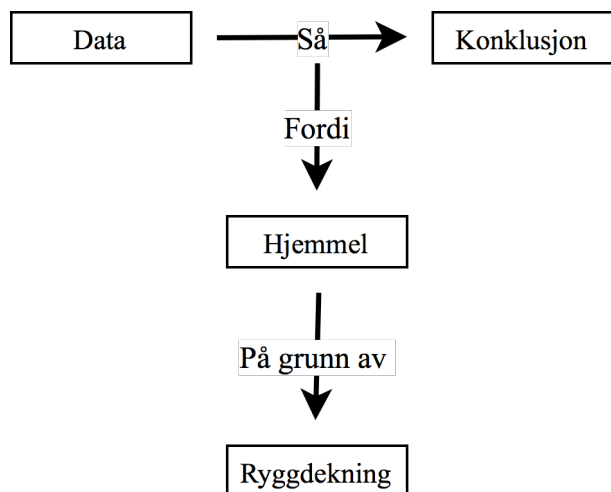 Data
Så
Konklusjon
Fordi
Hjemmel
På grunn av
Ryggdekning